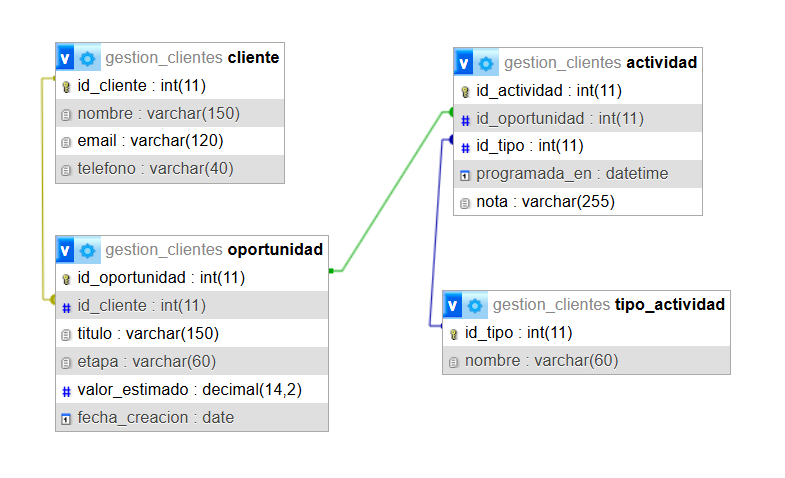 gestion_clientes cliente
id_cliente : int(11)
nombre : varchar(150)
email : varchar(120)
telefono : varchar(40)
gestion_clientes oportunidad
id_oportunidad : int(11)
id_cliente : int(11)
titulo : varchar(150)
etapa : varchar(60)
valor_estimado : decimal(14,2)
fecha_creacion : date
gestion_clientes actividad
id_actividad : int(11)
id_oportunidad : int(11)
id_tipo : int(11)
programada_en : datetime
nota : varchar(255)
gestion_clientes tipo_actividad
id_tipo : int(11)
nombre : varchar(60)